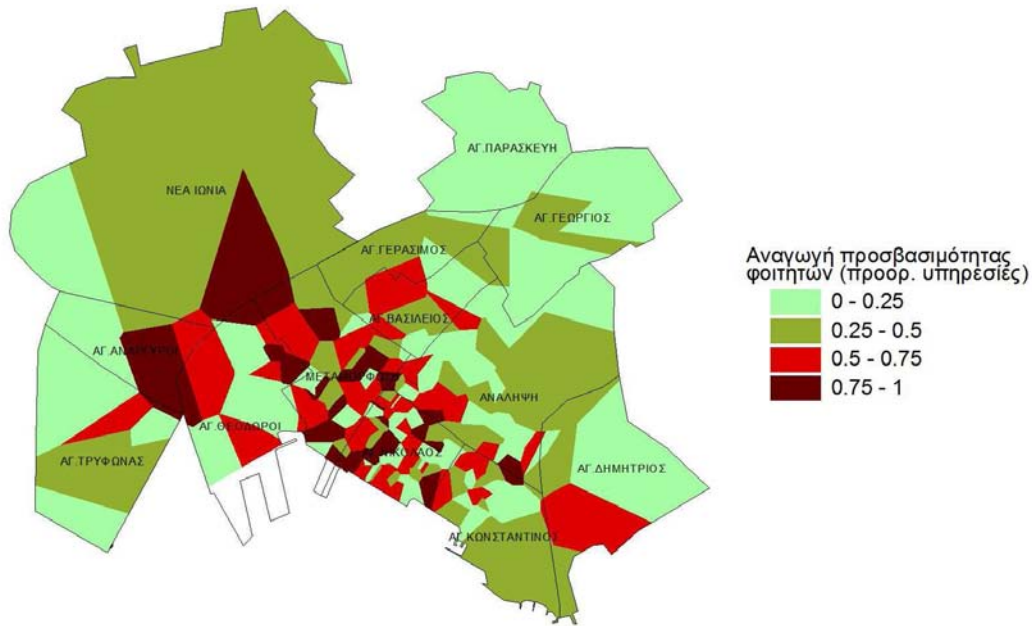 ΑΓ.ΠΑΡΑΣΚΕΥΗ
ΝΕΑ ΙΩΝΙΑ
ΑΓ.ΓΕΩΡΓΙΟΣ
ΑΓ.ΓΕΡΑΣΙΜΟΣ
Αναγωγή προσβασιμότητας
φοιτητών (προορ. υπηρεσίες)
0 - 0.25
0.25 - 0.5
0.5 - 0.75
0.75 - 1
ΑΓ.ΒΑΣΙΛΕΙΟΣ
ΑΝΑΛΗΨΗ
ΑΓ.ΘΕΟΔΩΡΟΙ
ΑΓ.ΤΡΥΦΩΝΑΣ
ΑΓ.ΔΗΜΗΤΡΙΟΣ
ΑΓ.ΚΩΝΣΤΑΝΤΙΝΟΣ